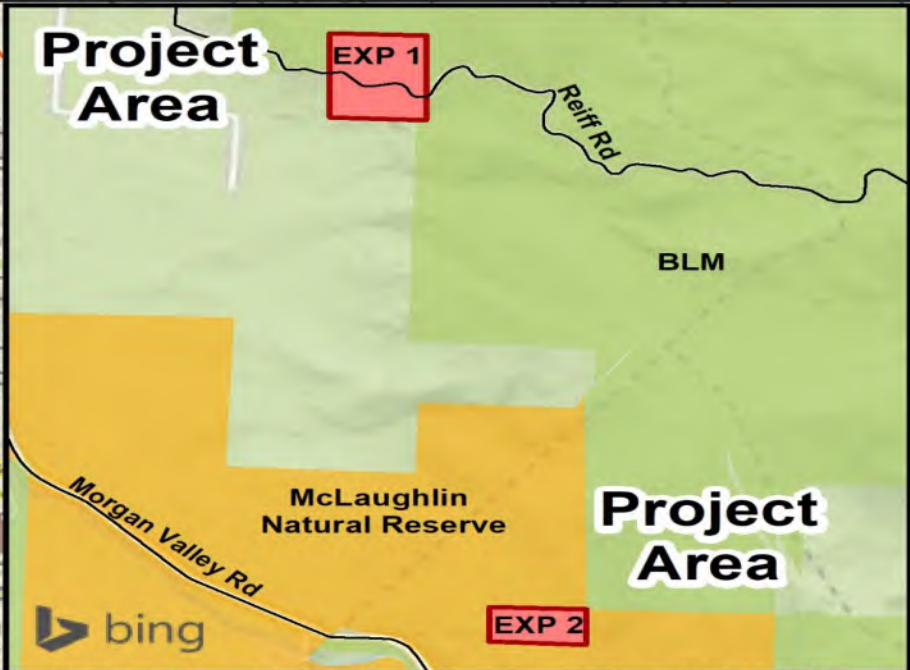 Project
Area
EXP 1
Reiff Rd
BLM
McLaughlin
Natural Reserve
Morgan Valley Rd
Project
Area
EXP 2
bing